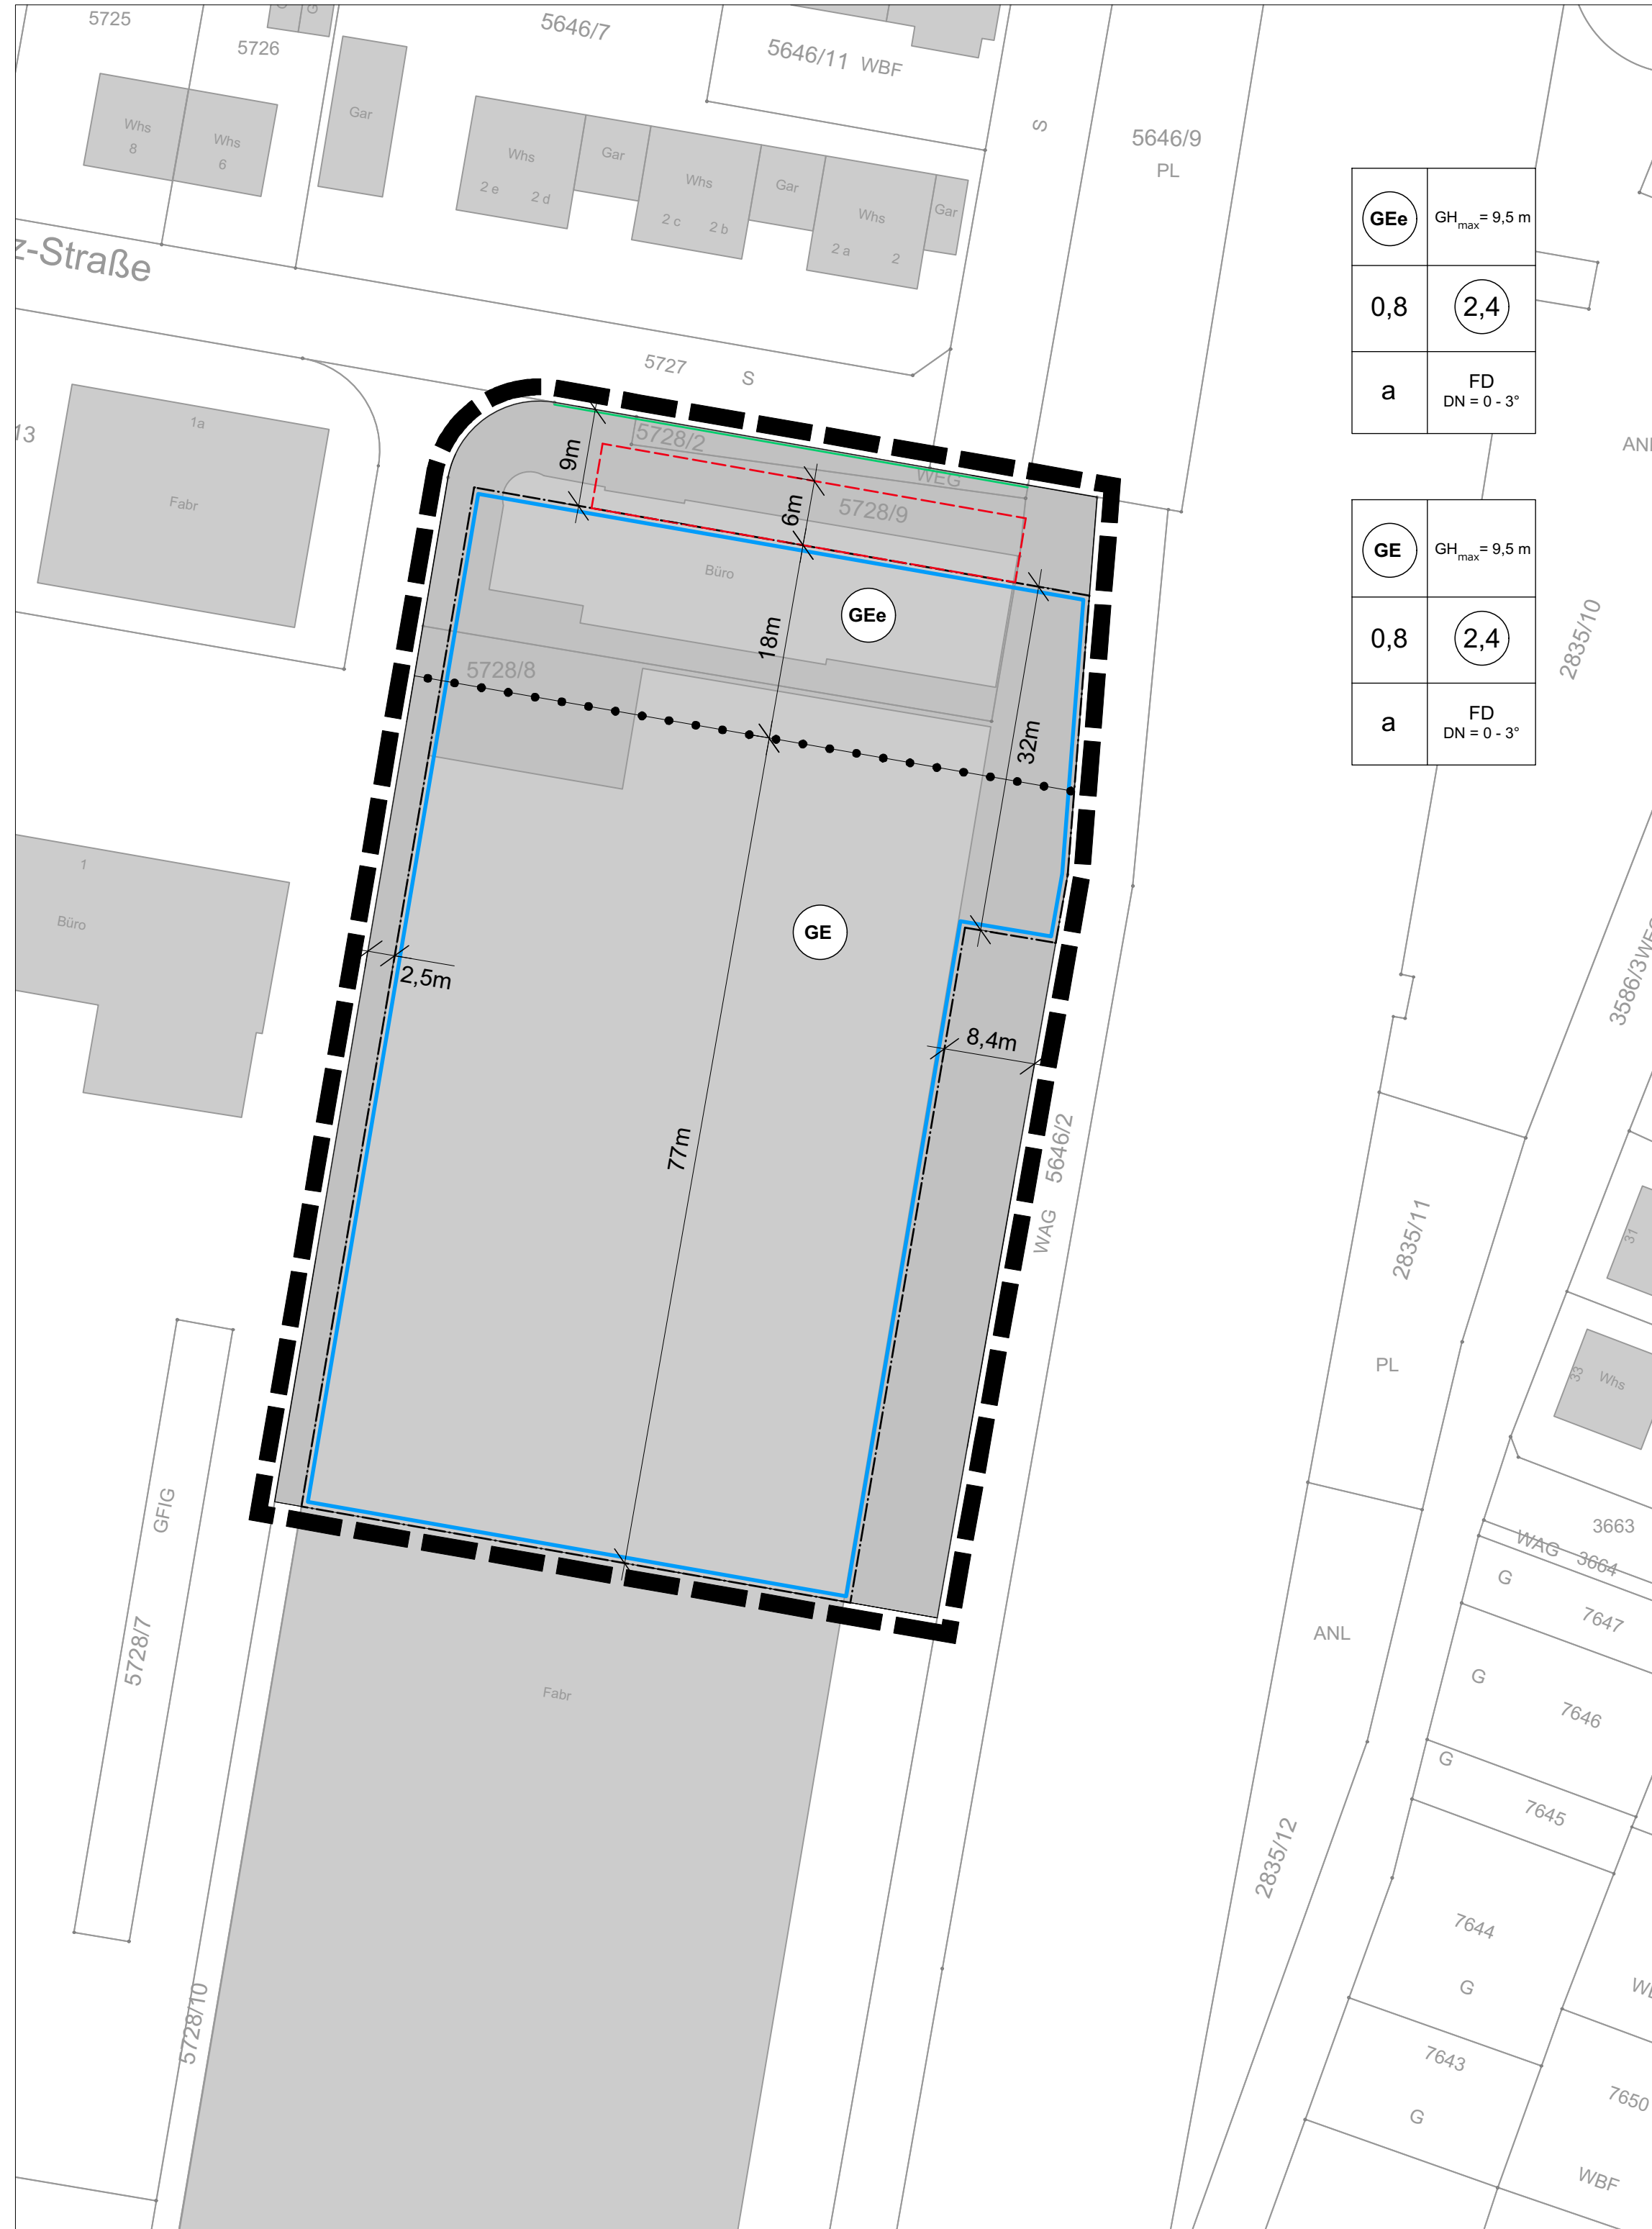 5725
5726
5646/7
5646/11 WBF
S
5646/9
PL
Gar
Whs
8
Whs
6
Whs
2 e
2 d
Gar
Whs
2 c
2 b
Gar
Whs
2 a
2
Gar
z-Straße
5727
S
GEe
GHmax= 9,5 m
0,8
2,4
a
FD
DN = 0 - 3°
13
1a
Fabr
9m
5728/2
WEG
5728/9
6m
Büro
GEe
18m
5728/8
32m
GE
GHmax= 9,5 m
0,8
2,4
a
FD
DN = 0 - 3°
2835/10
1
Büro
GE
2,5m
8,4m
77m
5646/2
WAG
2835/11
PL
31
33
Whs
GFIG
5728/7
Fabr
ANL
3663
WAG
3664
G
7647
G
7646
G
7645
2835/12
7644
G
5728/10
7643
G
7650
WBF